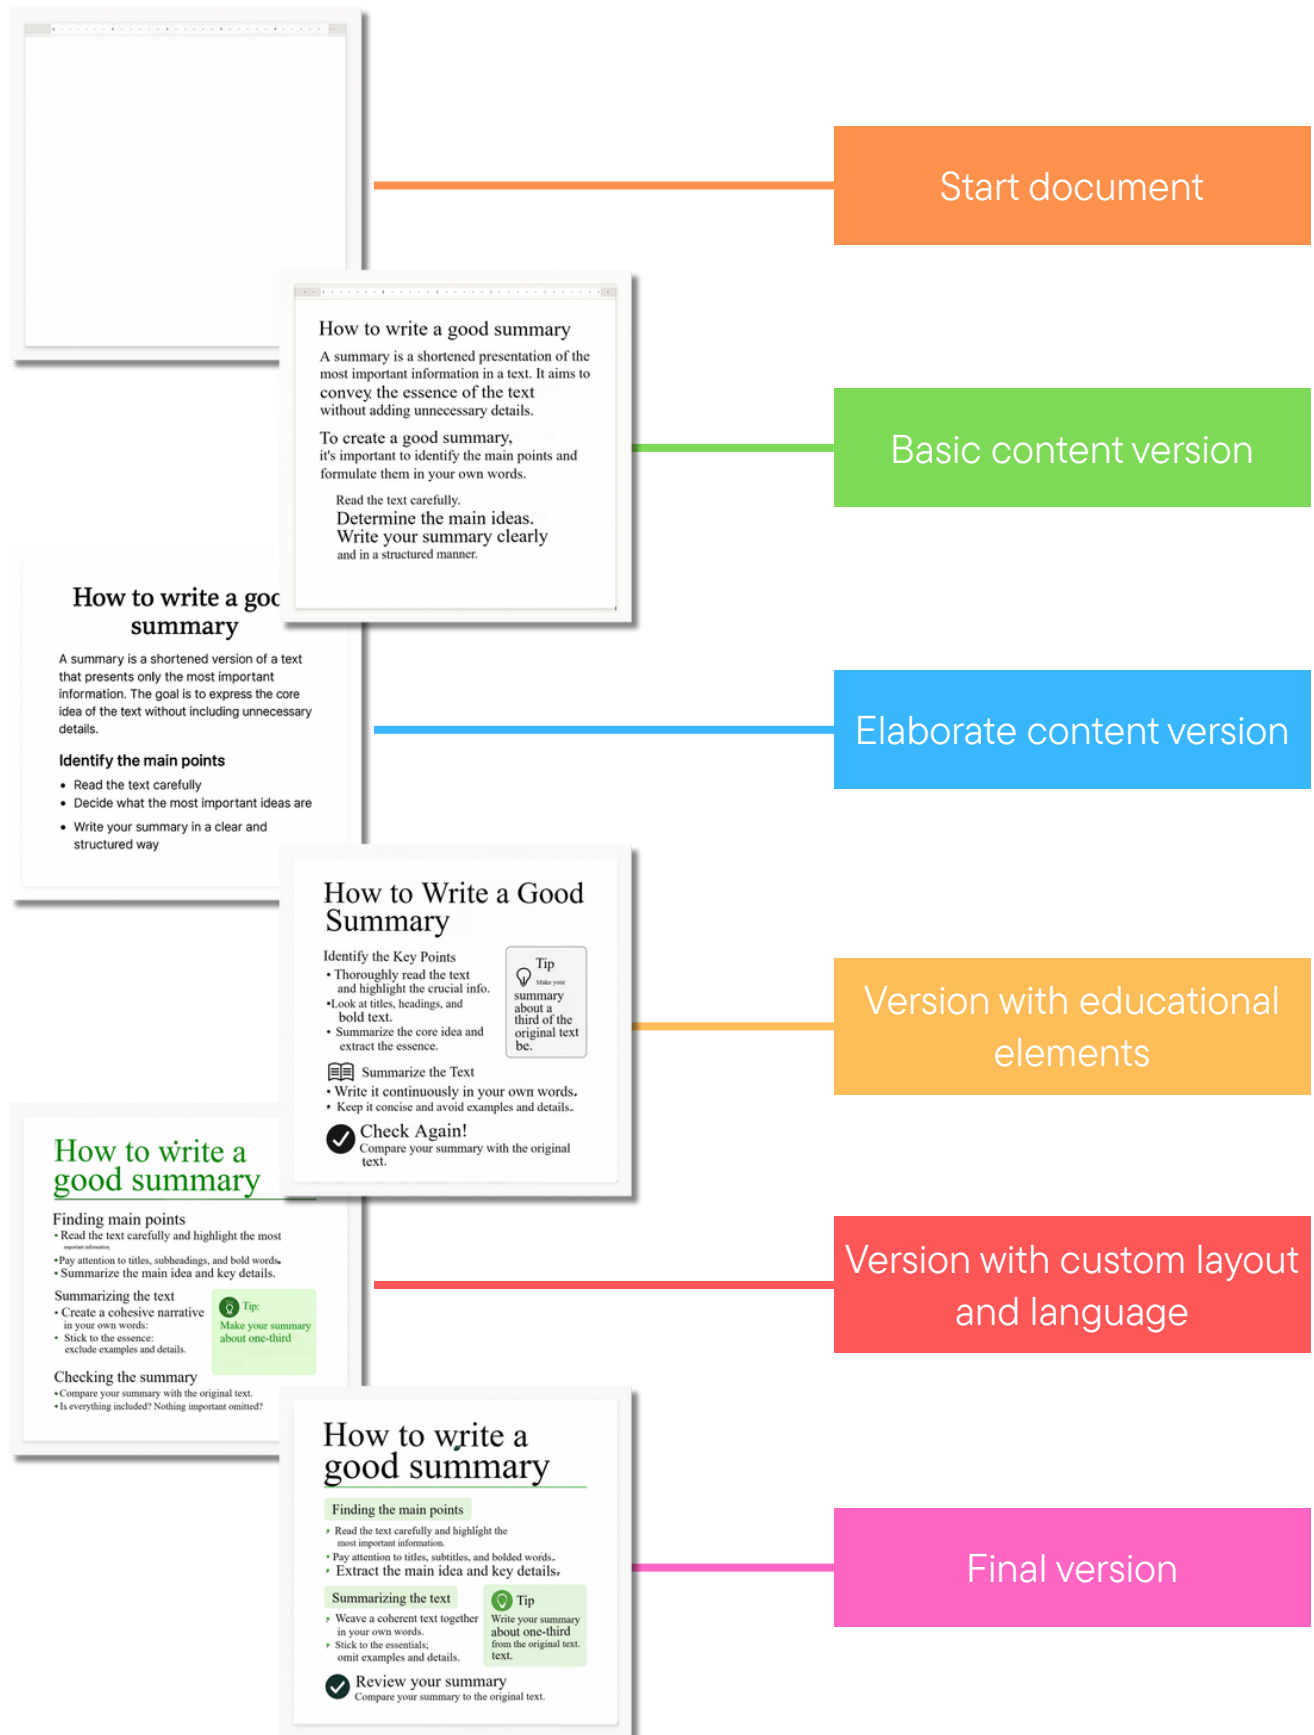 Start document
How to write a good summary
A summary is a shortened presentation of the
most important information in a text. It aims to
convey the essence of the text
without adding unnecessary details.
To create a good summary,
it's important to identify the main points and
formulate them in your own words.
Read the text carefully.
Determine the main ideas.
Write your summary clearly
and in a structured manner.
Basic content version
How to write a goo
summary
A summary is a shortened version of a text
that presents only the most important
information. The goal is to express the core
idea of the text without including unnecessary
details.
Identify the main points
• Read the text carefully
• Decide what the most important ideas are
• Write your summary in a clear and
structured way
Elaborate content version
How to Write a Good
Summary
Identify the Key Points
• Thoroughly read the text
and highlight the crucial info.
•Look at titles, headings, and
bold text.
• Summarize the core idea and
extract the essence.
Tip
Make your
summary
about a
third of the
original text
be.
Summarize the Text
• Write it continuously in your own words.
• Keep it concise and avoid examples and details.
Check Again!
Compare your summary with the original
text.
Version with educational
elements
How to write a
good summary
Finding main points
• Read the text carefully and highlight the most
important information,
• Pay attention to titles, subheadings, and bold words.
• Summarize the main idea and key details.
Summarizing the text
• Create a cohesive narrative
in your own words:
• Stick to the essence:
exclude examples and details.
Tip:
Make your summary
about one-third
Checking the summary
• Compare your summary with the original text.
• Is everything included? Nothing important omitted?
Version with custom layout
and language
How to write a
good summary
Finding the main points
• Read the text carefully and highlight the
most important information.
• Pay attention to titles, subtitles, and bolded words.
• Extract the main idea and key details.
Summarizing the text
• Weave a coherent text together
in your own words.
• Stick to the essentials;
omit examples and details.
Tip
Write your summary
about one-third
from the original text.
text.
Review your summary
Compare your summary to the original text.
Final version